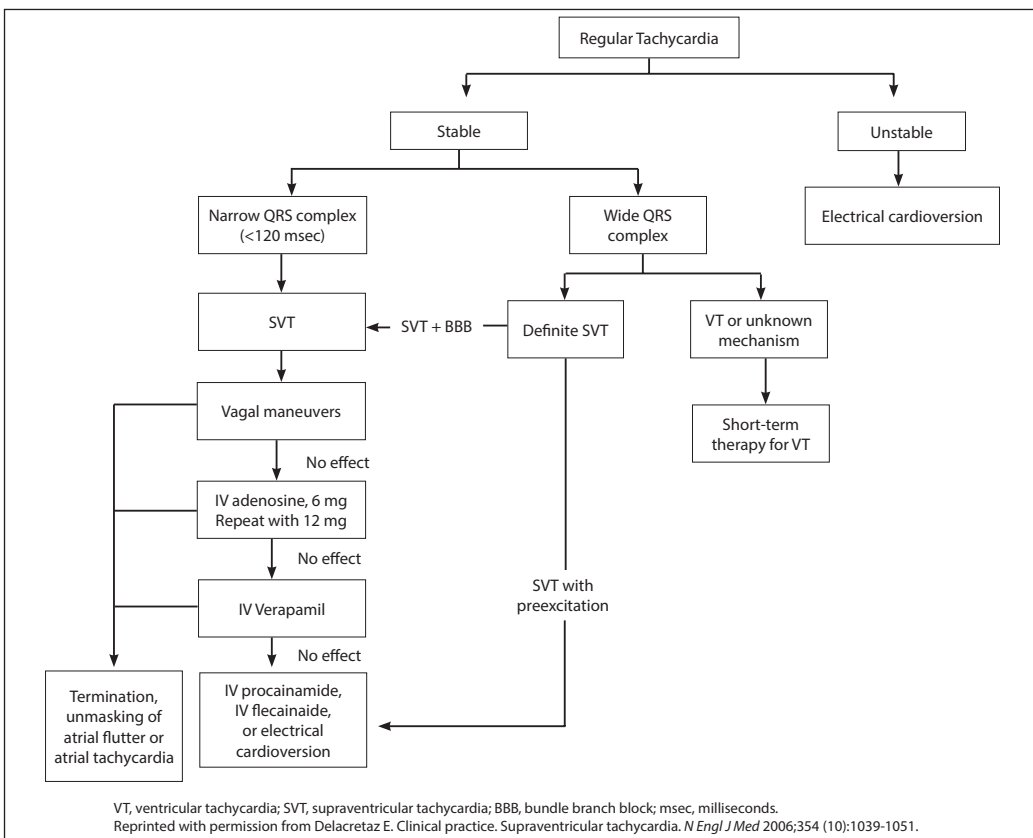 Regular Tachycardia
Stable
Unstable
Narrow QRS complex
(<120 msec)
Wide QRS
complex
Electrical cardioversion
SVT
SVT + BBB
Definite SVT
VT or unknown
mechanism
Vagal maneuvers
Short-term
therapy for VT
No effect
IV adenosine, 6 mg
Repeat with 12 mg
No effect
SVT with
preexcitation
IV Verapamil
No effect
Termination,
unmasking of
atrial flutter or
atrial tachycardia
IV procainamide,
IV flecainaide,
or electrical
cardioversion
VT, ventricular tachycardia; SVT, supraventricular tachycardia; BBB, bundle branch block; msec, milliseconds.
Reprinted with permission from Delacretaz E. Clinical practice. Supraventricular tachycardia. N Engl J Med 2006;354 (10):1039-1051.